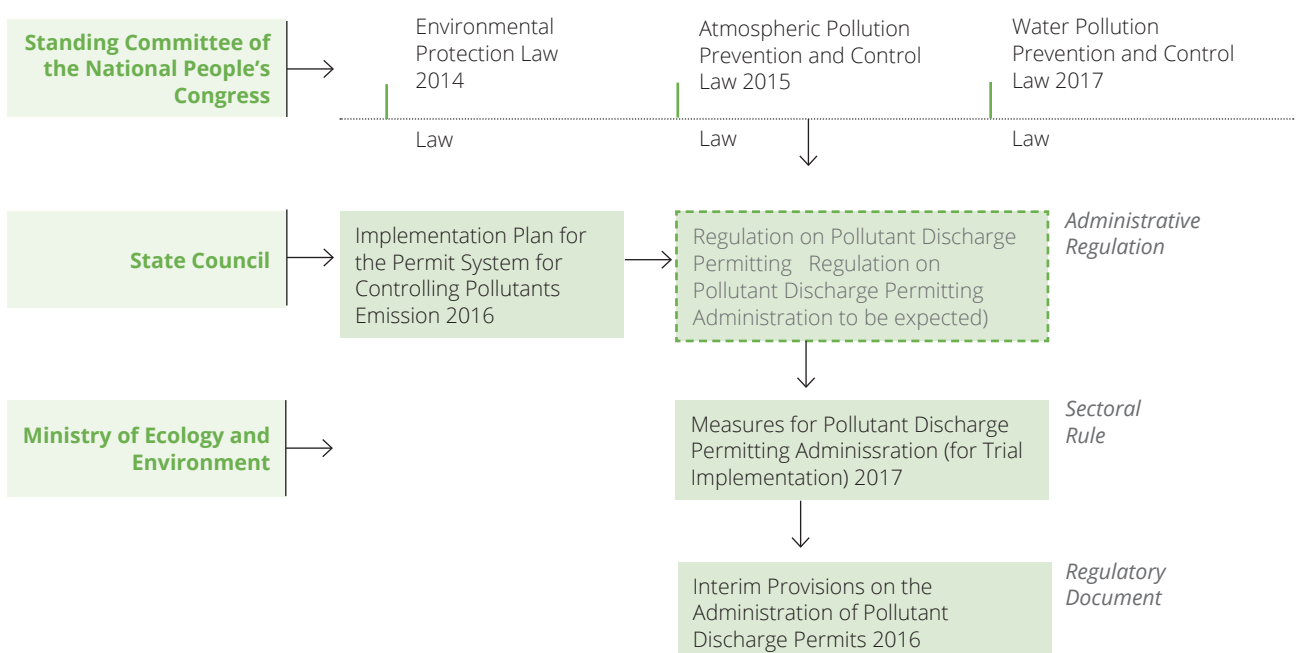 Standing Committee of
the National People's
Congress
Environmental
Protection Law
2014
Atmospheric Pollution
Prevention and Control
Law 2015
Water Pollution
Prevention and Control
Law 2017
Law
Law
Law
State Council
Implementation Plan for
the Permit System for
Controlling Pollutants
Emission 2016
Regulation on Pollutant Discharge
Permitting Regulation on
Pollutant Discharge Permitting
Administration to be expected)
Administrative
Regulation
Ministry of Ecology and
Environment
Measures for Pollutant Discharge
Permitting Adminissration (for Trial
Implementation) 2017
Sectoral
Rule
Interim Provisions on the
Administration of Pollutant
Discharge Permits 2016
Regulatory
Document